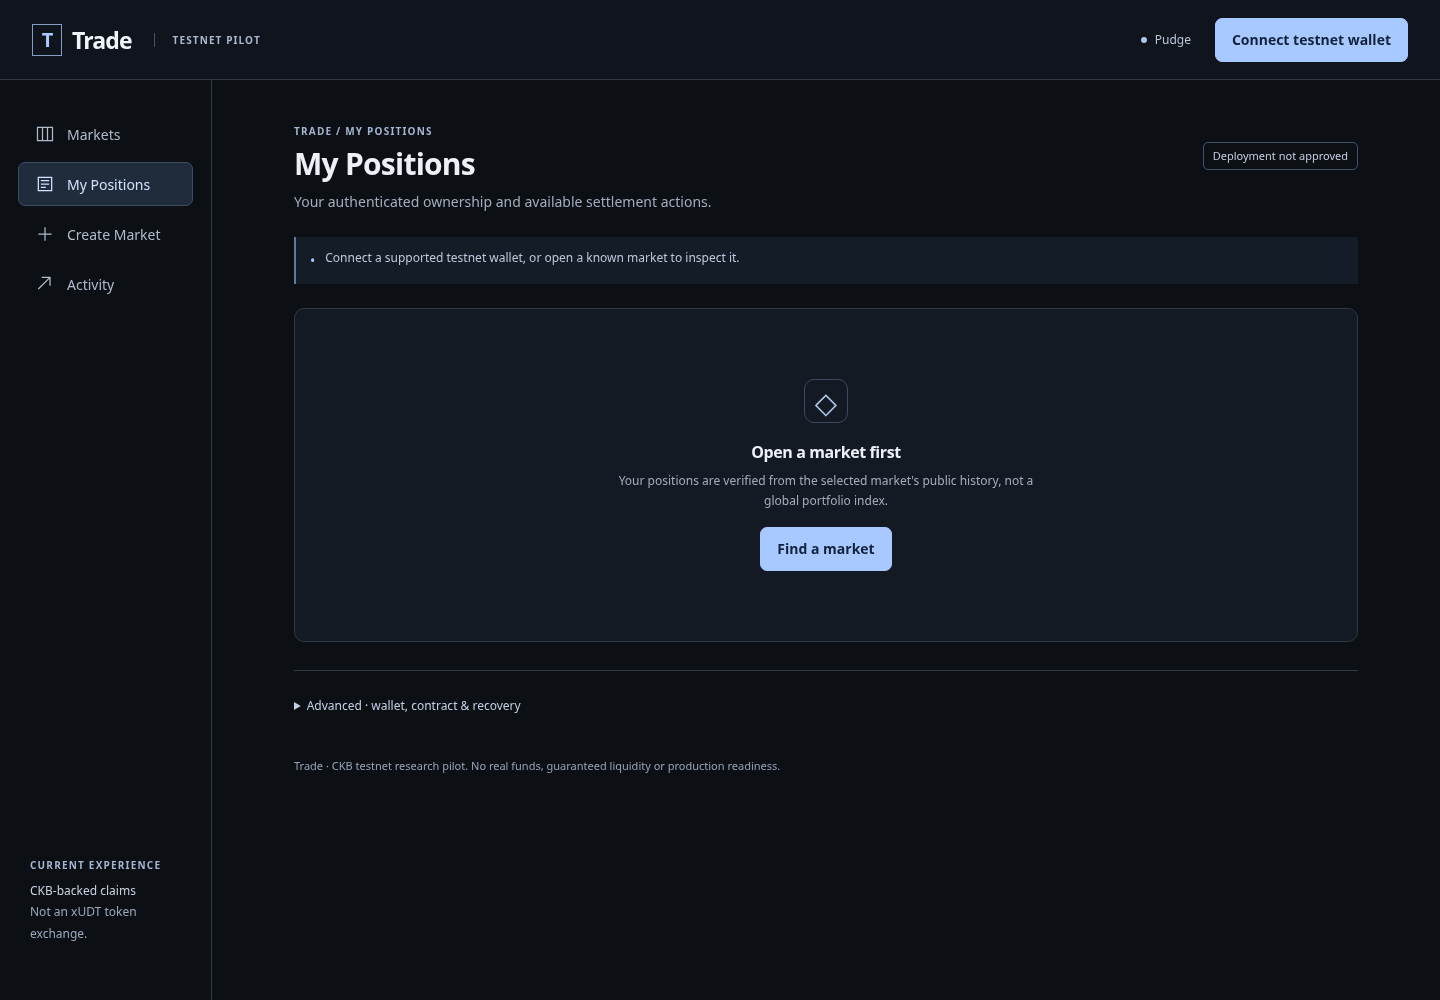 T Trade
TESTNET PILOT
Pudge
Connect testnet wallet
Markets
My Positions
Create Market
Activity
CURRENT EXPERIENCE
CKB-backed claims
Not an xUDT token
exchange.
TRADE / MY POSITIONS
My Positions
Your authenticated ownership and available settlement actions.
Deployment not approved
• Connect a supported testnet wallet, or open a known market to inspect it.
Open a market first
Your positions are verified from the selected market's public history, not a
global portfolio index.
Find a market
Advanced · wallet, contract & recovery
Trade · CKB testnet research pilot. No real funds, guaranteed liquidity or production readiness.